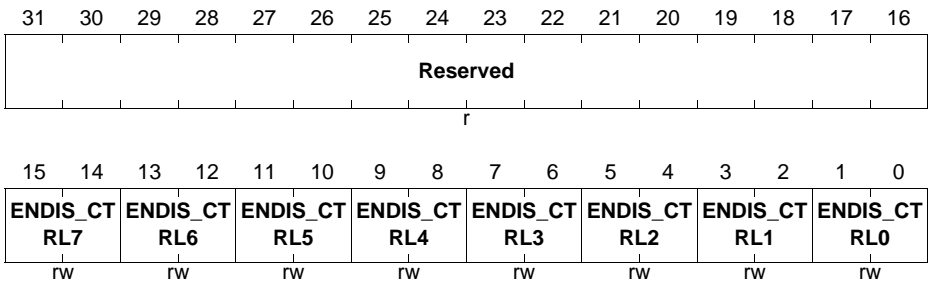 31 30 29 28 27 26 25 24 23 22 21 20 19 18 17 16
Reserved
r
15 14 13 12 11 10 9 8 7 6 5 4 3 2 1 0
ENDIS_CT ENDIS_CT ENDIS_CT ENDIS_CT ENDIS_CT ENDIS_CT ENDIS_CT ENDIS_CT
RL7 RL6 RL5 RL4 RL3 RL2 RL1 RL0
rw rw rw rw rw rw rw rw